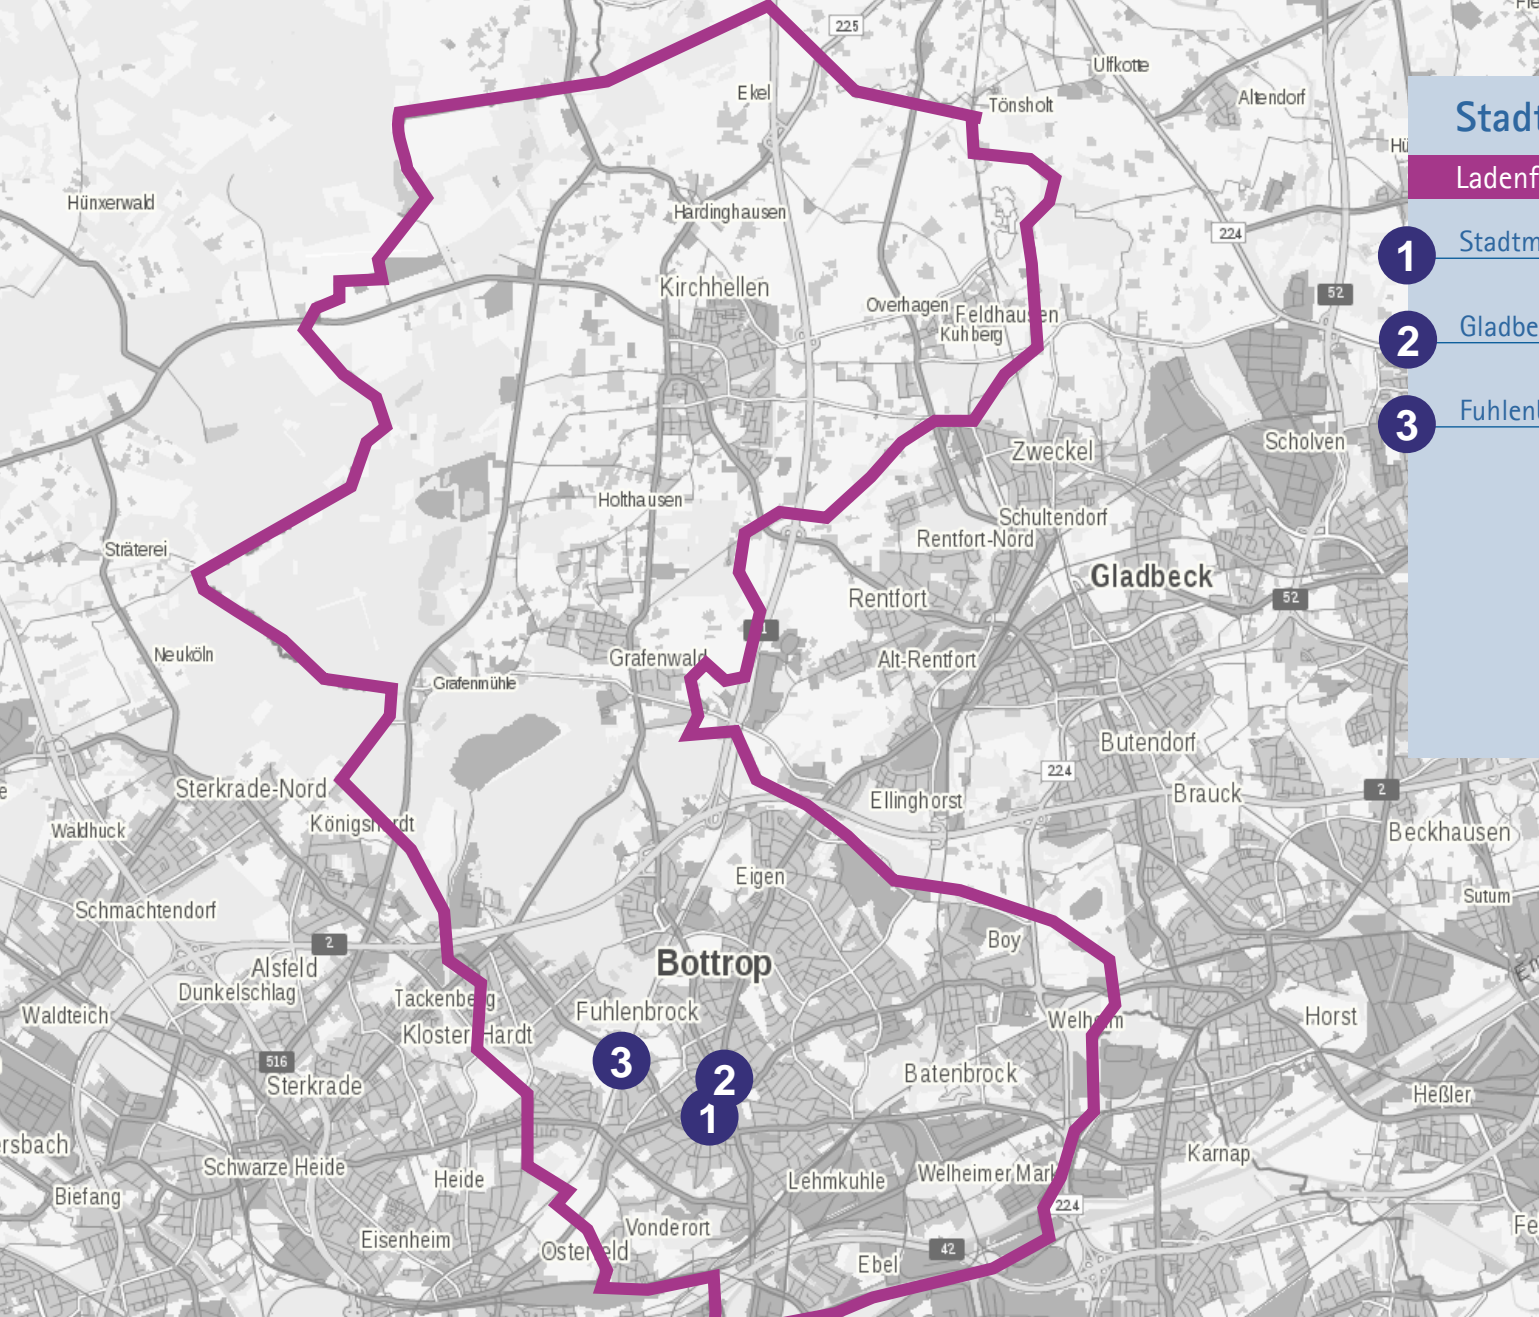 225
Ulfkotte
Ekel
Tönsholt
Altendorf
Stadt
Hünxerwald
Hardinghausen
Ladenf
224
Stadtm
1
Kirchhellen
52
Overhagen
Feldhausen
Kuhberg
Gladbe
2
Fuhlenb
3
Zweckel
Scholven
Holthausen
Schultendorf
Rentfort-Nord
Sträterei
Gladbeck
Rentfort
52
Neuköln
Grafenwald
Alt-Rentfort
Grafenmühle
Butendorf
224
Sterkrade-Nord
Ellinghorst
Brauck
2
Waldhuck
Königshardt
Beckhausen
Eigen
Sutum
Schmachtendorf
2
Boy
Alsfeld
Bottrop
Dunkelschlag
Tackenberg
Fuhlenbrock
Waldteich
Kloster Hardt
Welheim
Horst
516
3
Sterkrade
2
Batenbrock
1
Heßler
ersbach
Schwarze Heide
Heide
Lehmkuhle
Welheimer Mark
Karnap
Biefang
224
Vonderort
Eisenheim
Osterfeld
42
Ebel
Fe